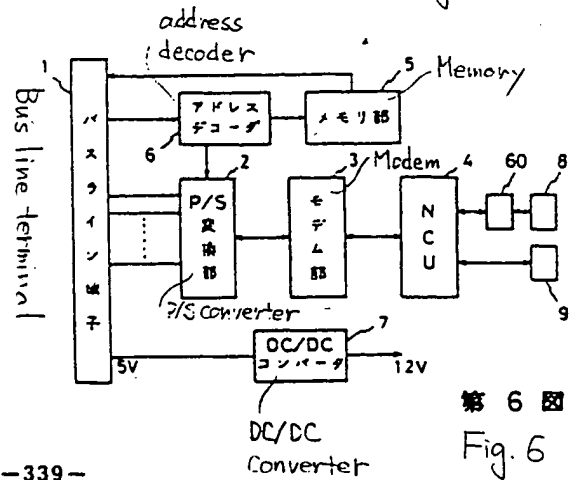 address
decoder
1
5
Memory
アドレス
デコーダ
メモリ部
6
Bus line terminal
バスライン端子
2
3
Modem
4
60
8
P/S
変換部
モデム部
NCU
P/S converter
9
7
5V
DC/DC
コンバータ
12V
DC/DC
Converter
第 6 図
Fig. 6
-339-